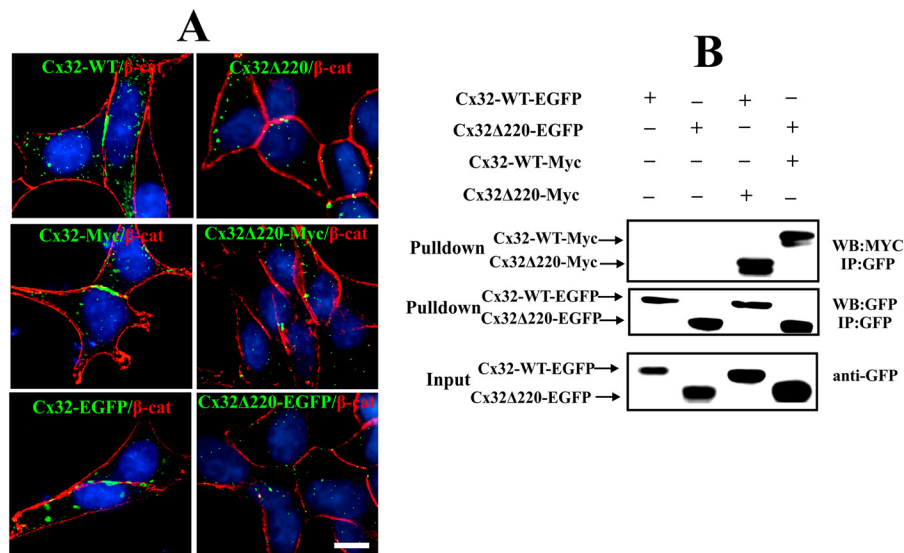 A
B
Cx32-WT/β-cat
Cx32Δ220/β-cat
Cx32-Myc/β-cat
Cx32Δ220-Myc/β-cat
Cx32-EGFP/β-cat
Cx32Δ220-EGFP/β-cat
Cx32-WT-EGFP + – + –
Cx32Δ220-EGFP – + – +
Cx32-WT-Myc – – – +
Cx32Δ220-Myc – – + –
Pulldown
Cx32-WT-Myc
Cx32Δ220-Myc
WB:MYC
IP:GFP
Pulldown
Cx32-WT-EGFP
Cx32Δ220-EGFP
WB:GFP
IP:GFP
Input
Cx32-WT-EGFP
Cx32Δ220-EGFP
anti-GFP